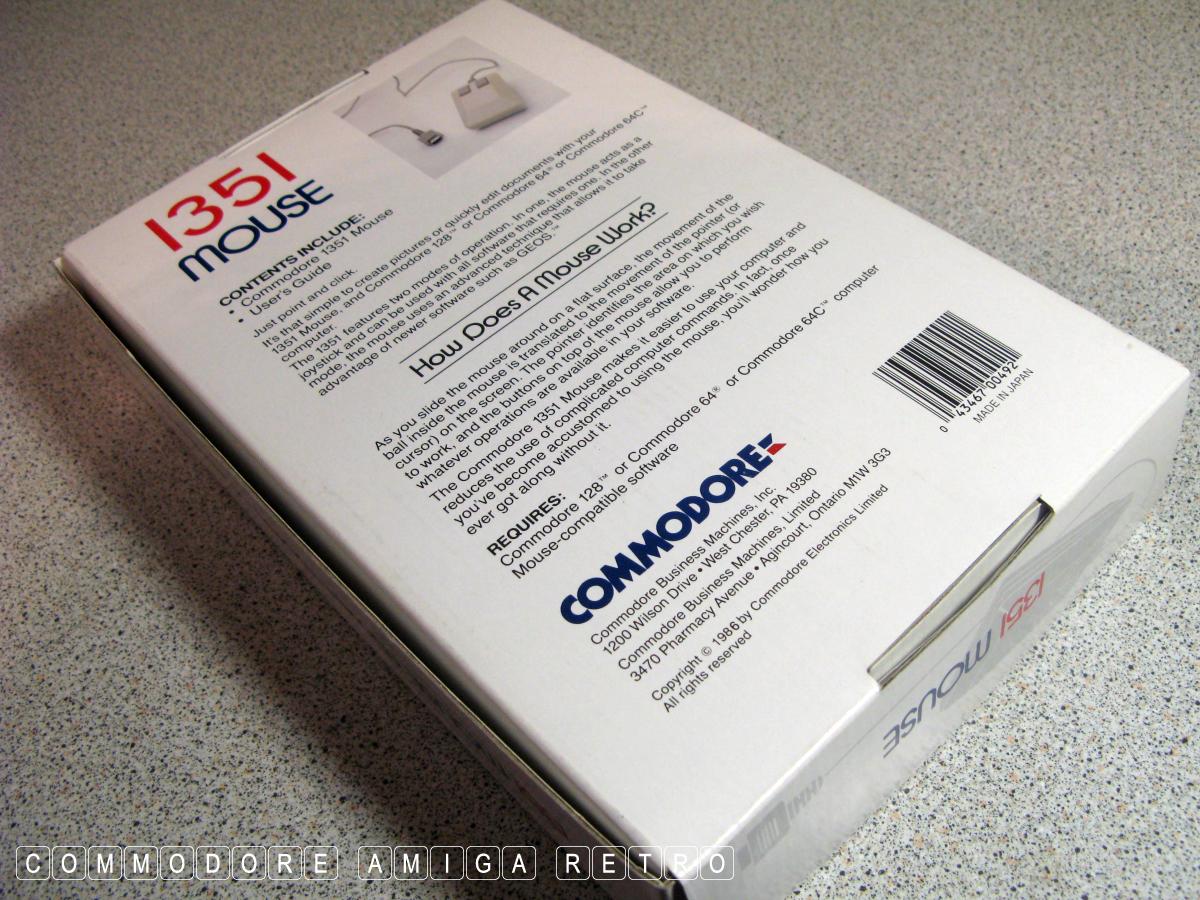 1351
MOUSE
CONTENTS INCLUDE:
• Commodore 1351 Mouse
• User's Guide
Just point and click.
It's that simple to create pictures or quickly edit documents with your
1351 Mouse, and Commodore 128™ or Commodore 64® or Commodore 64C™
computer.
The 1351 features two modes of operation. In one, the mouse acts as a
joystick and can be used with all software that requires one. In the other
mode, the mouse uses an advanced technique that allows it to take
advantage of newer software such as GEOS.™
How Does A Mouse Work?
As you slide the mouse around on a flat surface, the movement of the
ball inside the mouse is translated to the movement of the pointer (or
cursor) on the screen. The pointer identifies the area on which you wish
to work, and the buttons on top of the mouse allow you to perform
whatever operations are available in your software.
The Commodore 1351 Mouse makes it easier to use your computer and
reduces the use of complicated computer commands. In fact, once
you've become accustomed to using the mouse, you'll wonder how you
ever got along without it.
REQUIRES:
Commodore 128™ or Commodore 64® or Commodore 64C™ computer
Mouse-compatible software
0 43467 00492
MADE IN JAPAN
COMMODORE
Commodore Business Machines, Inc.
1200 Wilson Drive • West Chester, PA 19380
Commodore Business Machines, Limited
3470 Pharmacy Avenue • Agincourt, Ontario M1W 3G3
Copyright © 1986 by Commodore Electronics Limited
All rights reserved
1351
MOUSE
COMMODORE AMIGA RETRO